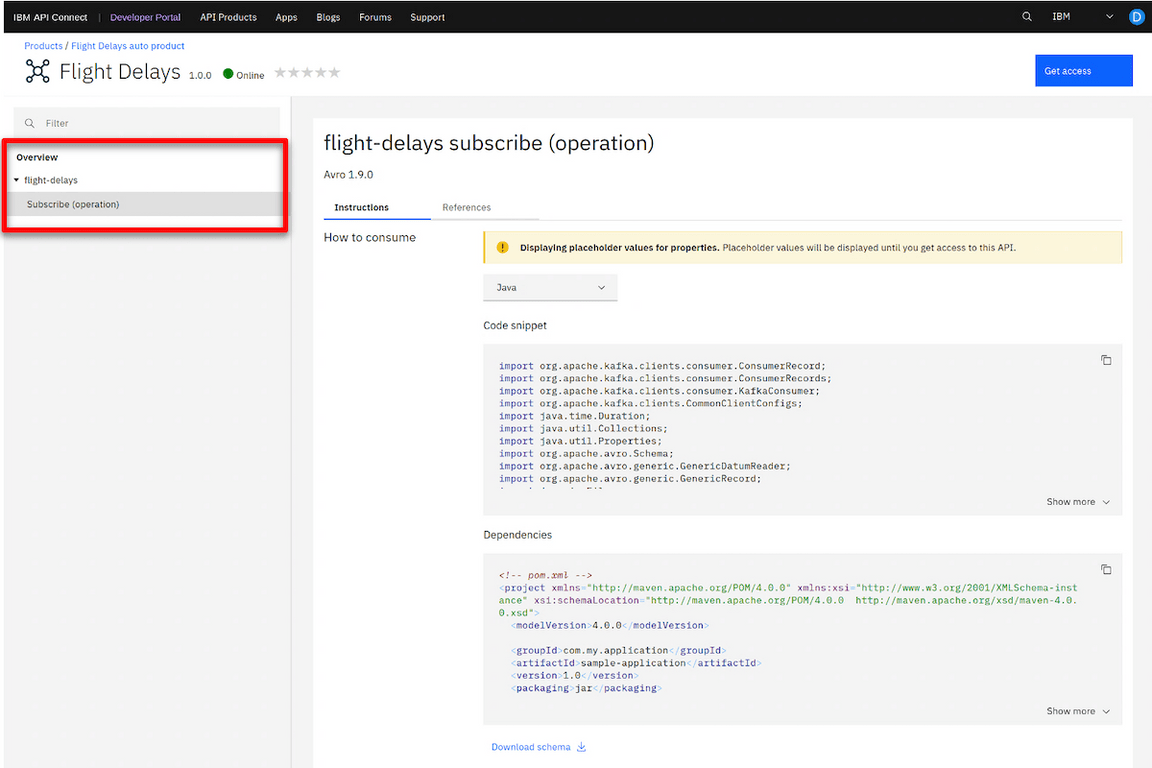 IBM API Connect | Developer Portal API Products Apps Blogs Forums Support IBM D
Products / Flight Delays auto product
Flight Delays 1.0.0 Online
Get access
Filter
Overview
flight-delays
Subscribe (operation)
flight-delays subscribe (operation)
Avro 1.9.0
Instructions References
How to consume
Displaying placeholder values for properties. Placeholder values will be displayed until you get access to this API.
Java
Code snippet
import org.apache.kafka.clients.consumer.ConsumerRecord;
import org.apache.kafka.clients.consumer.ConsumerRecords;
import org.apache.kafka.clients.consumer.KafkaConsumer;
import org.apache.kafka.clients.CommonClientConfigs;
import java.time.Duration;
import java.util.Collections;
import java.util.Properties;
import org.apache.avro.Schema;
import org.apache.avro.generic.GenericDatumReader;
import org.apache.avro.generic.GenericRecord;
Show more
Dependencies
<!-- pom.xml -->
<project xmlns="http://maven.apache.org/POM/4.0.0" xmlns:xsi="http://www.w3.org/2001/XMLSchema-inst
ance" xsi:schemaLocation="http://maven.apache.org/POM/4.0.0 http://maven.apache.org/xsd/maven-4.0.
0.xsd">
<modelVersion>4.0.0</modelVersion>
<groupId>com.my.application</groupId>
<artifactId>sample-application</artifactId>
<version>1.0</version>
<packaging>jar</packaging>
Show more
Download schema